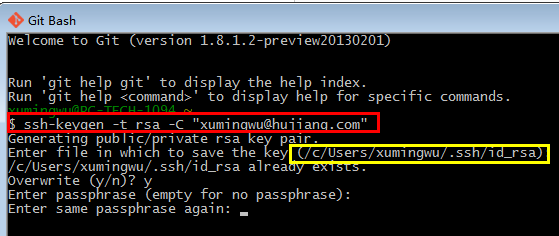 Git Bash
Welcome to Git (version 1.8.1.2-preview20130201)
Run 'git help git' to display the help index.
Run 'git help <command>' to display help for specific commands.
xumingwu@PC-TECH-1094 ~
$ ssh-keygen -t rsa -C "xumingwu@hujiang.com"
Generating public/private rsa key pair.
Enter file in which to save the key (/c/Users/xumingwu/.ssh/id_rsa)
/c/Users/xumingwu/.ssh/id_rsa already exists.
Overwrite (y/n)? y
Enter passphrase (empty for no passphrase):
Enter same passphrase again: